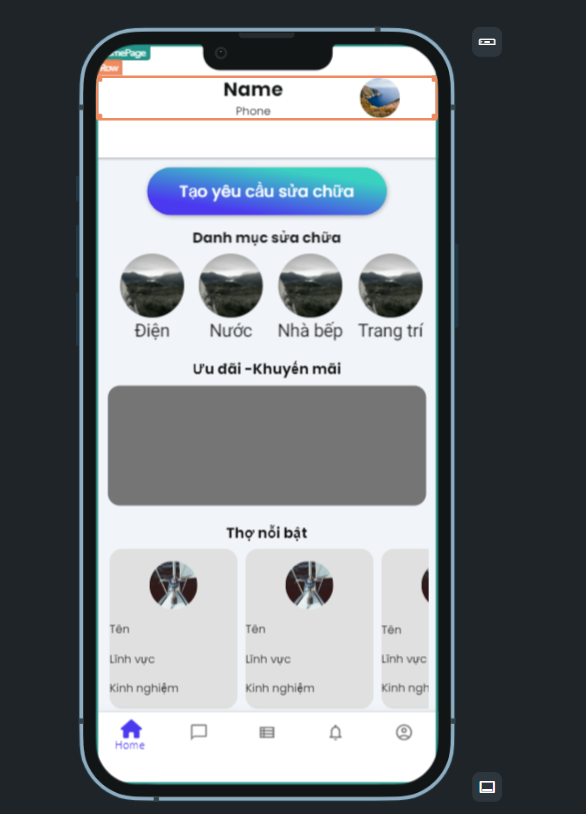 mePage
Row
Name
Phone
Tạo yêu cầu sửa chữa
Danh mục sửa chữa
Điện Nước Nhà bếp Trang trí
Ưu đãi -Khuyến mãi
Thợ nỗi bật
Tên Tên Tên
Lĩnh vực Lĩnh vực Lĩnh vực
Kinh nghiệm Kinh nghiệm Kinh ngh
Home